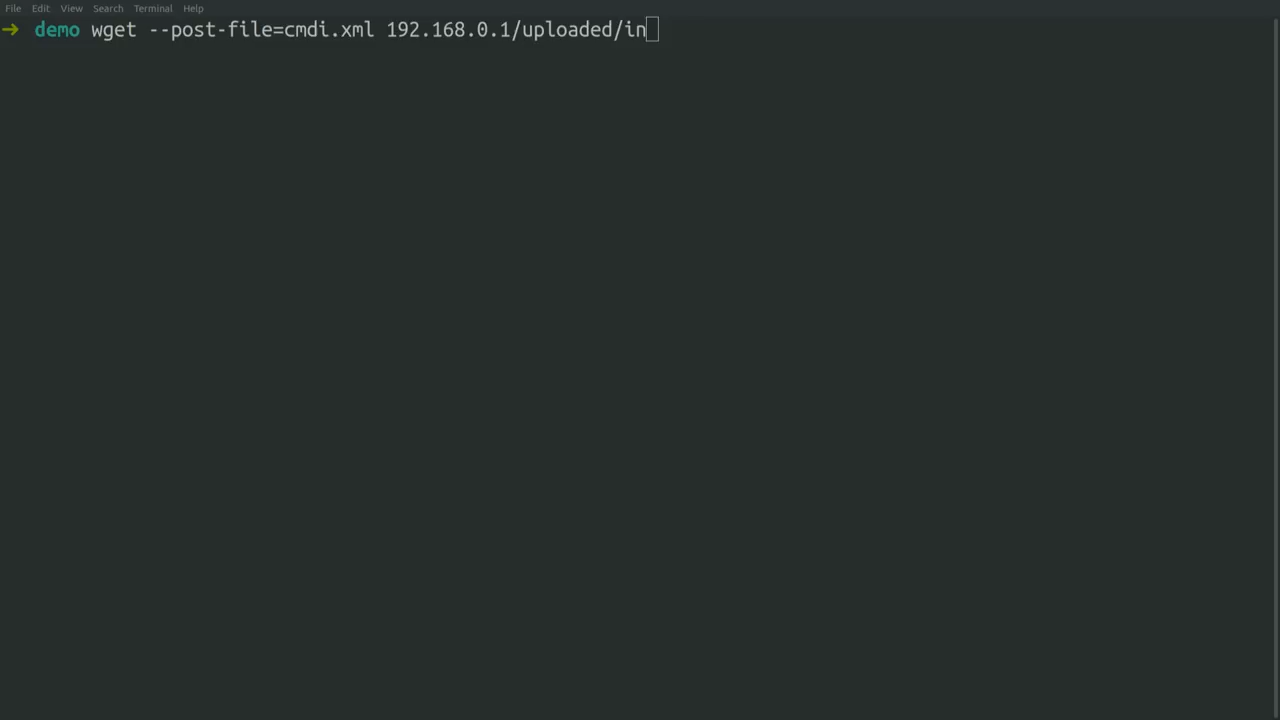 File Edit View Search Terminal Help
➜ demo wget --post-file=cmdi.xml 192.168.0.1/uploaded/in